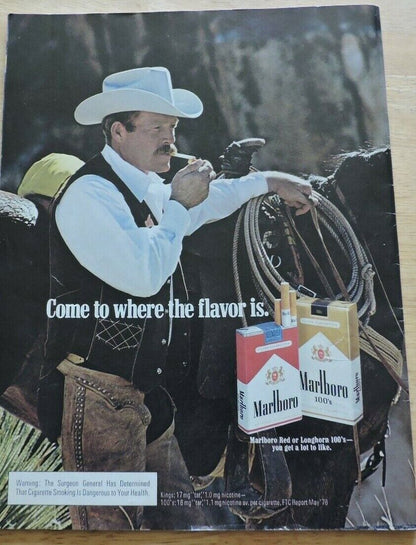 Come to where the flavor is.
Marlboro
Marlboro
Marlboro
100's
Marlboro
Marlboro Red or Longhorn 100's—
you get a lot to like.
Warning: The Surgeon General Has Determined
That Cigarette Smoking Is Dangerous to Your Health.
Kings: 17 mg "tar," 1.0 mg nicotine—
100's: 18 mg "tar," 1.1 mg nicotine av. per cigarette, FTC Report May '78